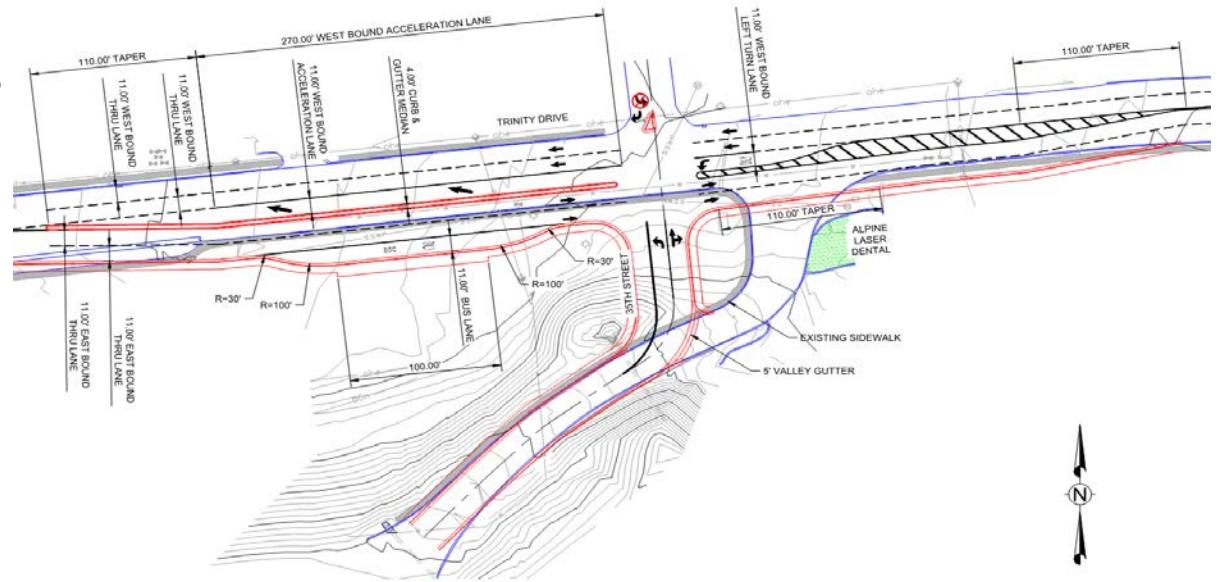 270.00' WEST BOUND ACCELERATION LANE
110.00' TAPER
11.00' WEST BOUND
THRU LANE
11.00' WEST BOUND
THRU LANE
11.00' WEST BOUND
ACCELERATION LANE
4.00' CURB &
GUTTER MEDIAN
TRINITY DRIVE
11.00' WEST BOUND
LEFT TURN LANE
110.00' TAPER
110.00' TAPER
ALPINE
LASER
DENTAL
R=30'
R=100'
R=100'
R=30'
35TH STREET
11.00' BUS LANE
100.00'
11.00' EAST BOUND
THRU LANE
11.00' EAST BOUND
THRU LANE
EXISTING SIDEWALK
5' VALLEY GUTTER
N